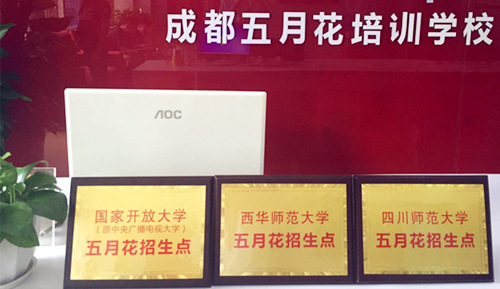 成都五月花培训学校
AOC
国家开放大学
(原中央广播电视大学)
五月花招生点
西华师范大学
五月花招生点
四川师范大学
五月花招生点